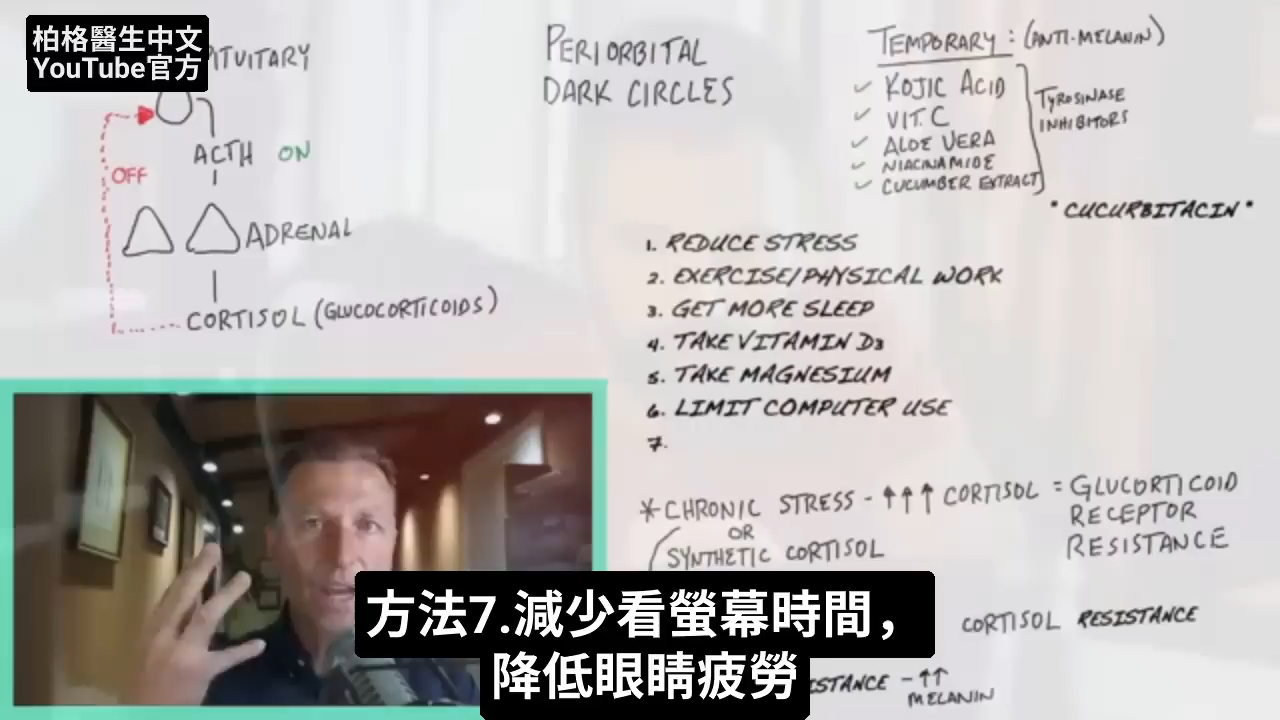 柏格醫生中文
YouTube官方
PITUITARY
ACTH ON
OFF
ADRENAL
CORTISOL (GLUCOCORTICOIDS)
PERIORBITAL
DARK CIRCLES
TEMPORARY: (ANTI-MELANIN)
✓ KOJIC ACID
✓ VIT. C
✓ ALOE VERA
✓ NIACINAMIDE
✓ CUCUMBER EXTRACT
TYROSINASE
INHIBITORS
"CUCURBITACIN"
1. REDUCE STRESS
2. EXERCISE/PHYSICAL WORK
3. GET MORE SLEEP
4. TAKE VITAMIN D3
5. TAKE MAGNESIUM
6. LIMIT COMPUTER USE
7.
*CHRONIC STRESS - ↑↑↑ CORTISOL = GLUCORTICOID
RECEPTOR
RESISTANCE
OR
SYNTHETIC CORTISOL
CORTISOL RESISTANCE
ISTANCE - ↑↑
MELANIN
方法7.減少看螢幕時間，
降低眼睛疲勞